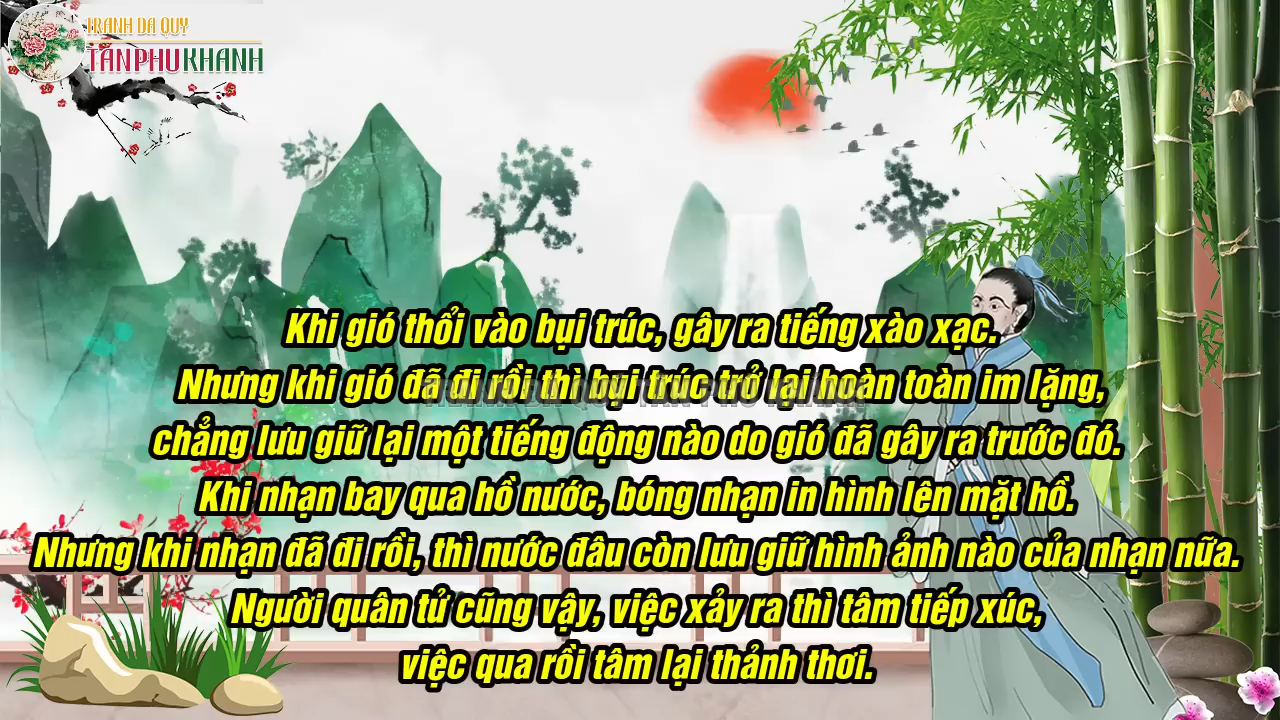 TRANH ĐÁ QUÝ
TANPHUKHANH
Khi gió thổi vào bụi trúc, gây ra tiếng xào xạc.
Nhưng khi gió đã đi rồi thì bụi trúc trở lại hoàn toàn im lặng,
chẳng lưu giữ lại một tiếng động nào do gió đã gây ra trước đó.
Khi nhạn bay qua hồ nước, bóng nhạn in hình lên mặt hồ.
Nhưng khi nhạn đã đi rồi, thì nước đâu còn lưu giữ hình ảnh nào của nhạn nữa.
Người quân tử cũng vậy, việc xảy ra thì tâm tiếp xúc,
việc qua rồi tâm lại thảnh thơi.